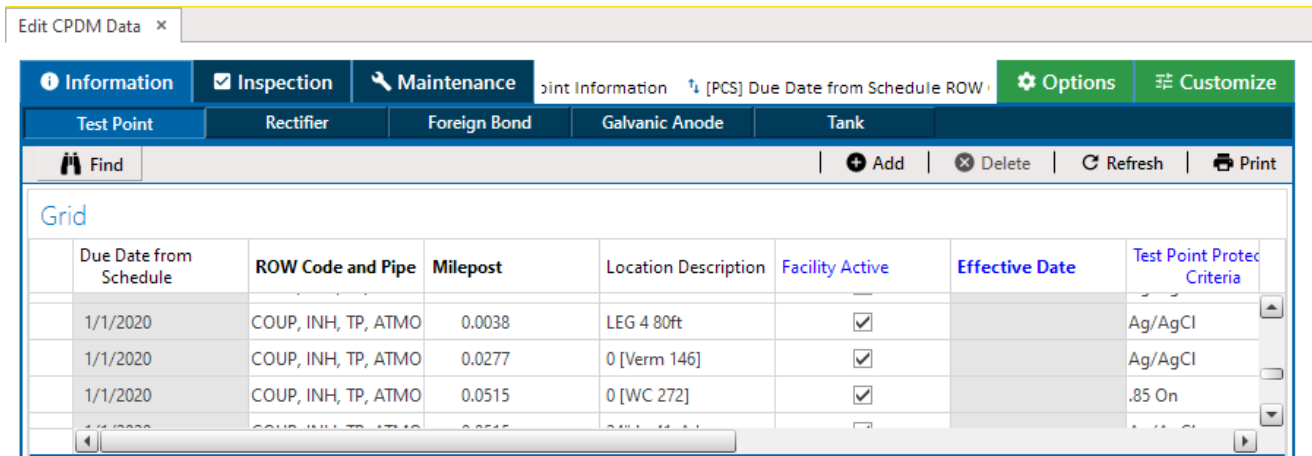 Edit CPDM Data ×
Information Inspection Maintenance oint Information [PCS] Due Date from Schedule ROW Options Customize
Test Point Rectifier Foreign Bond Galvanic Anode Tank
Find Add Delete Refresh Print
Grid
Due Date from Schedule ROW Code and Pipe Milepost Location Description Facility Active Effective Date Test Point Protec Criteria
1/1/2020 COUP, INH, TP, ATMO 0.0038 LEG 4 80ft Ag/AgCl
1/1/2020 COUP, INH, TP, ATMO 0.0277 0 [Verm 146] Ag/AgCl
1/1/2020 COUP, INH, TP, ATMO 0.0515 0 [WC 272] .85 On